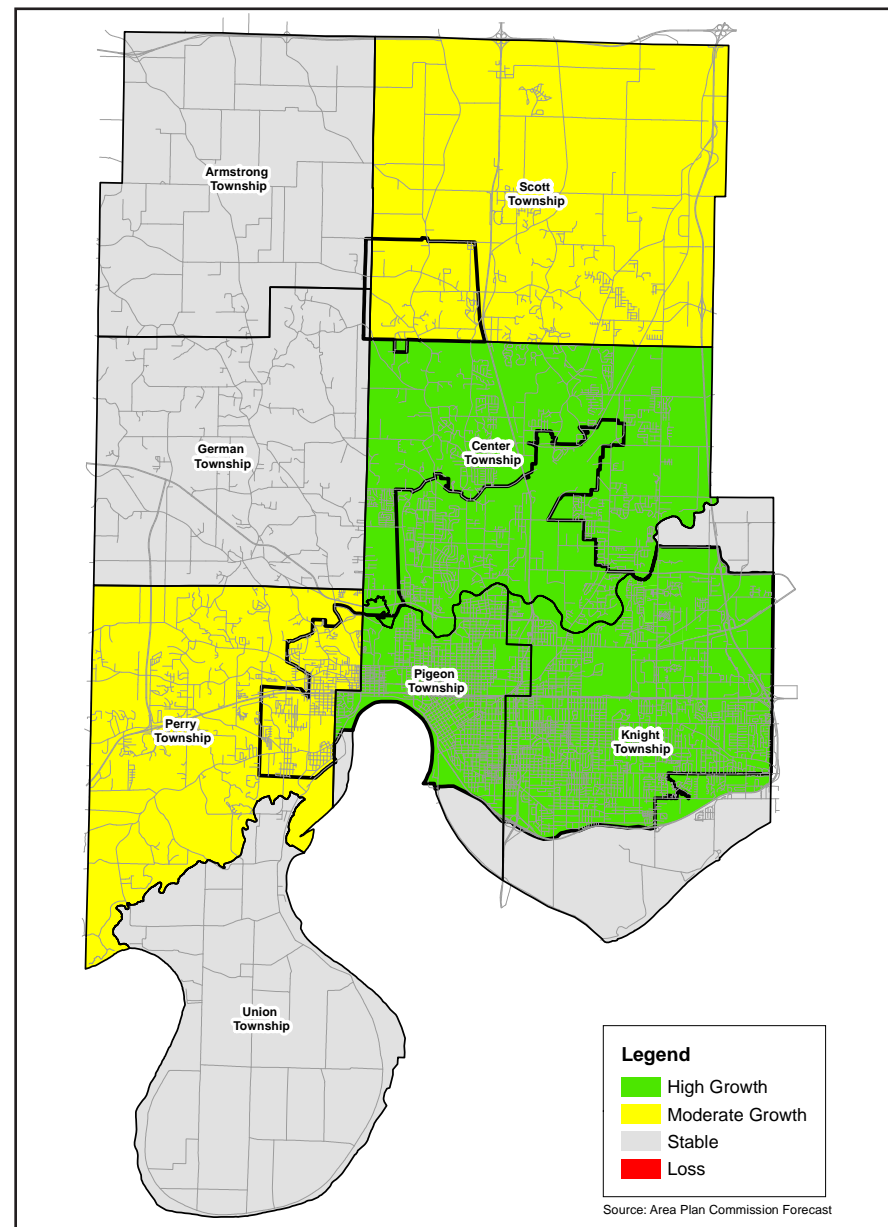 Armstrong
Township
Scott
Township
German
Township
Center
Township
Pigeon
Township
Perry
Township
Knight
Township
Union
Township
Legend
High Growth
Moderate Growth
Stable
Loss
Source: Area Plan Commission Forecast